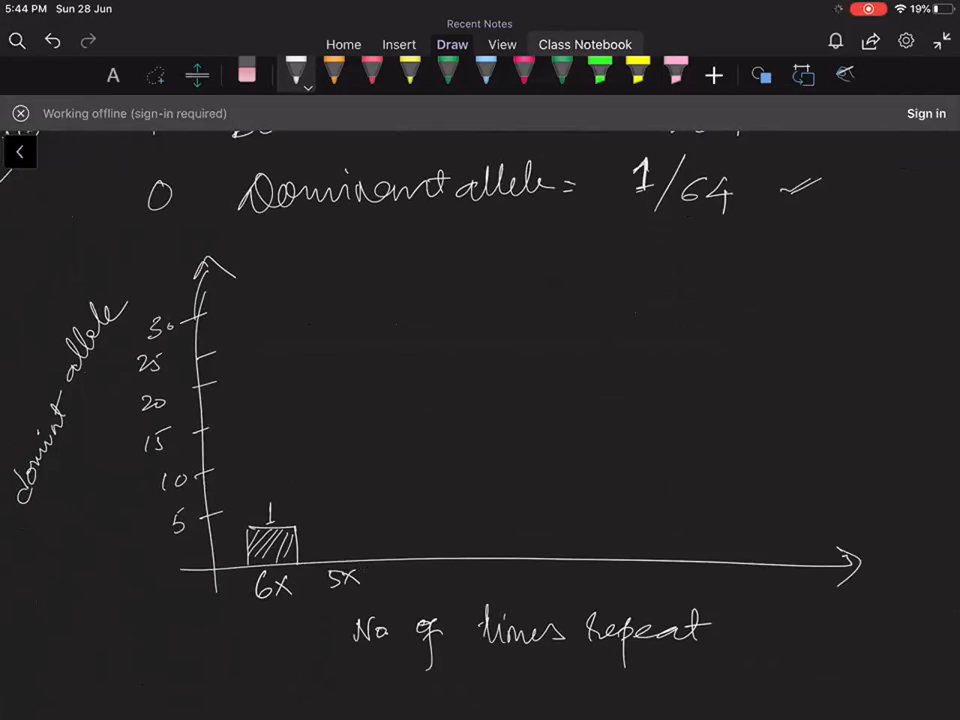 5:44 PM Sun 28 Jun 19%
Recent Notes
Home Insert Draw View Class Notebook
A
Working offline (sign-in required) Sign in
0 Dominant allele = 1/64
30
25
20
15
10
5
domint allele
1
6x 5x
No of times repeat